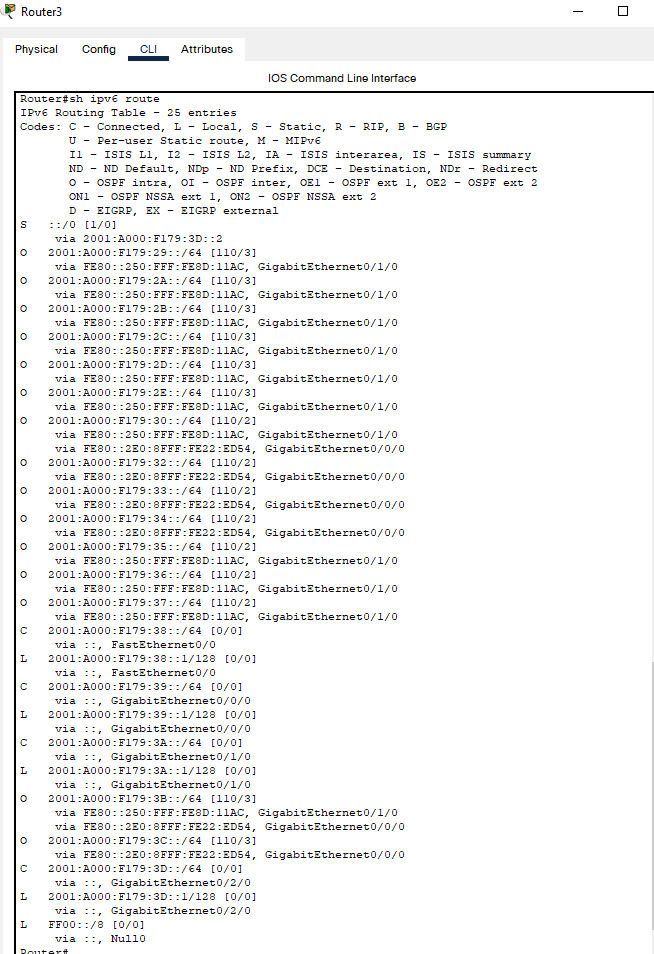 Router3
Physical Config CLI Attributes
IOS Command Line Interface
Router#sh ipv6 route
IPv6 Routing Table - 25 entries
Codes: C - Connected, L - Local, S - Static, R - RIP, B - BGP
U - Per-user Static route, M - MIPv6
I1 - ISIS L1, I2 - ISIS L2, IA - ISIS interarea, IS - ISIS summary
ND - ND Default, NDp - ND Prefix, DCE - Destination, NDr - Redirect
O - OSPF intra, OI - OSPF inter, OE1 - OSPF ext 1, OE2 - OSPF ext 2
ON1 - OSPF NSSA ext 1, ON2 - OSPF NSSA ext 2
D - EIGRP, EX - EIGRP external
S ::/0 [1/0]
via 2001:A000:F179:3D::2
O 2001:A000:F179:29::/64 [110/3]
via FE80::250:FFF:FE8D:11AC, GigabitEthernet0/1/0
O 2001:A000:F179:2A::/64 [110/3]
via FE80::250:FFF:FE8D:11AC, GigabitEthernet0/1/0
O 2001:A000:F179:2B::/64 [110/3]
via FE80::250:FFF:FE8D:11AC, GigabitEthernet0/1/0
O 2001:A000:F179:2C::/64 [110/3]
via FE80::250:FFF:FE8D:11AC, GigabitEthernet0/1/0
O 2001:A000:F179:2D::/64 [110/3]
via FE80::250:FFF:FE8D:11AC, GigabitEthernet0/1/0
O 2001:A000:F179:2E::/64 [110/3]
via FE80::250:FFF:FE8D:11AC, GigabitEthernet0/1/0
O 2001:A000:F179:30::/64 [110/2]
via FE80::250:FFF:FE8D:11AC, GigabitEthernet0/1/0
via FE80::2E0:8FFF:FE22:ED54, GigabitEthernet0/0/0
O 2001:A000:F179:32::/64 [110/2]
via FE80::2E0:8FFF:FE22:ED54, GigabitEthernet0/0/0
O 2001:A000:F179:33::/64 [110/2]
via FE80::2E0:8FFF:FE22:ED54, GigabitEthernet0/0/0
O 2001:A000:F179:34::/64 [110/2]
via FE80::2E0:8FFF:FE22:ED54, GigabitEthernet0/0/0
O 2001:A000:F179:35::/64 [110/2]
via FE80::250:FFF:FE8D:11AC, GigabitEthernet0/1/0
O 2001:A000:F179:36::/64 [110/2]
via FE80::250:FFF:FE8D:11AC, GigabitEthernet0/1/0
O 2001:A000:F179:37::/64 [110/2]
via FE80::250:FFF:FE8D:11AC, GigabitEthernet0/1/0
C 2001:A000:F179:38::/64 [0/0]
via ::, FastEthernet0/0
L 2001:A000:F179:38::1/128 [0/0]
via ::, FastEthernet0/0
C 2001:A000:F179:39::/64 [0/0]
via ::, GigabitEthernet0/0/0
L 2001:A000:F179:39::1/128 [0/0]
via ::, GigabitEthernet0/0/0
C 2001:A000:F179:3A::/64 [0/0]
via ::, GigabitEthernet0/1/0
L 2001:A000:F179:3A::1/128 [0/0]
via ::, GigabitEthernet0/1/0
O 2001:A000:F179:3B::/64 [110/3]
via FE80::250:FFF:FE8D:11AC, GigabitEthernet0/1/0
via FE80::2E0:8FFF:FE22:ED54, GigabitEthernet0/0/0
O 2001:A000:F179:3C::/64 [110/3]
via FE80::2E0:8FFF:FE22:ED54, GigabitEthernet0/0/0
C 2001:A000:F179:3D::/64 [0/0]
via ::, GigabitEthernet0/2/0
L 2001:A000:F179:3D::1/128 [0/0]
via ::, GigabitEthernet0/2/0
L FF00::/8 [0/0]
via ::, Null0
Router#